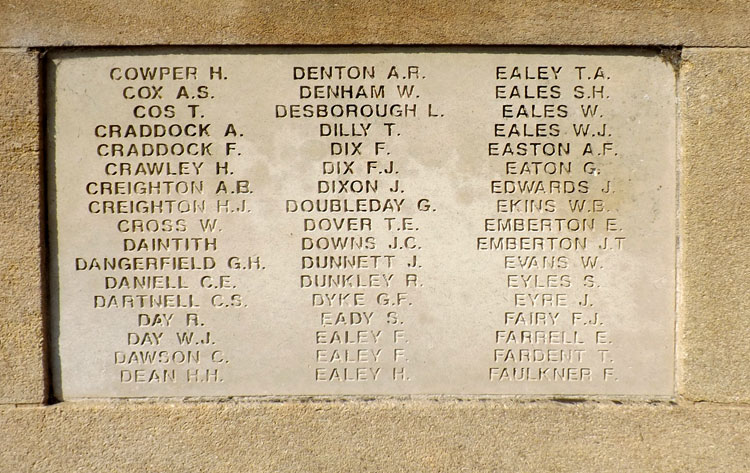 COWPER H.
COX A.S.
COS T.
CRADDOCK A.
CRADDOCK F.
CRAWLEY H.
CREIGHTON A.B.
CREIGHTON H.J.
CROSS W.
DAINTITH
DANGERFIELD G.H.
DANIELL C.E.
DARTNELL C.S.
DAY R.
DAY W.J.
DAWSON C.
DEAN H.H.
DENTON A.R.
DENHAM W.
DESBOROUGH L.
DILLY T.
DIX F.
DIX F.J.
DIXON J.
DOUBLEDAY G.
DOVER T.E.
DOWNS J.C.
DUNNETT J.
DUNKLEY R.
DYKE G.F.
EADY S.
EALEY F.
EALEY F.
EALEY H.
EALEY T.A.
EALES S.H.
EALES W.
EALES W.J.
EASTON A.F.
EATON G.
EDWARDS J.
EKINS W.B.
EMBERTON E.
EMBERTON J.T
EVANS W.
EYLES S.
EYRE J.
FAIRY F.J.
FARRELL E.
FARDENT T.
FAULKNER F.